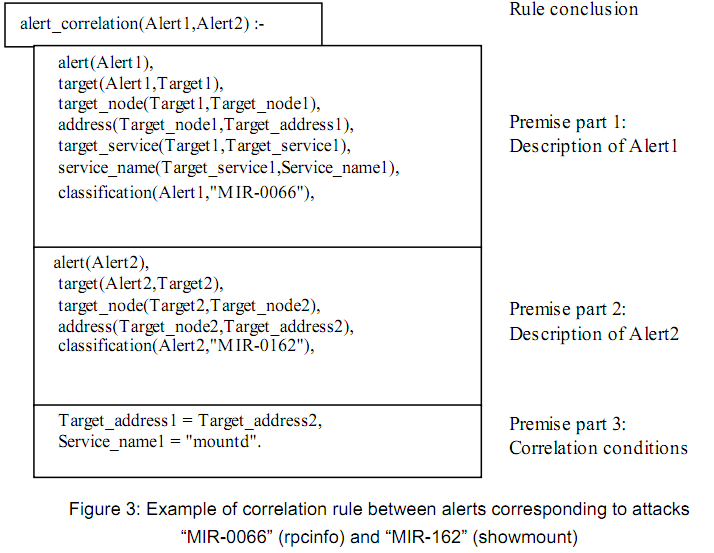 alert_correlation(Alert1,Alert2) :-
Rule conclusion
alert(Alert1),
target(Alert1,Target1),
target_node(Target1,Target_node1),
address(Target_node1,Target_address1),
target_service(Target1,Target_service1),
service_name(Target_service1,Service_name1),
classification(Alert1,"MIR-0066"),
Premise part 1:
Description of Alert1
alert(Alert2),
target(Alert2,Target2),
target_node(Target2,Target_node2),
address(Target_node2,Target_address2),
classification(Alert2,"MIR-0162"),
Premise part 2:
Description of Alert2
Target_address1 = Target_address2,
Service_name1 = "mountd".
Premise part 3:
Correlation conditions
Figure 3: Example of correlation rule between alerts corresponding to attacks
“MIR-0066” (rpcinfo) and “MIR-162” (showmount)